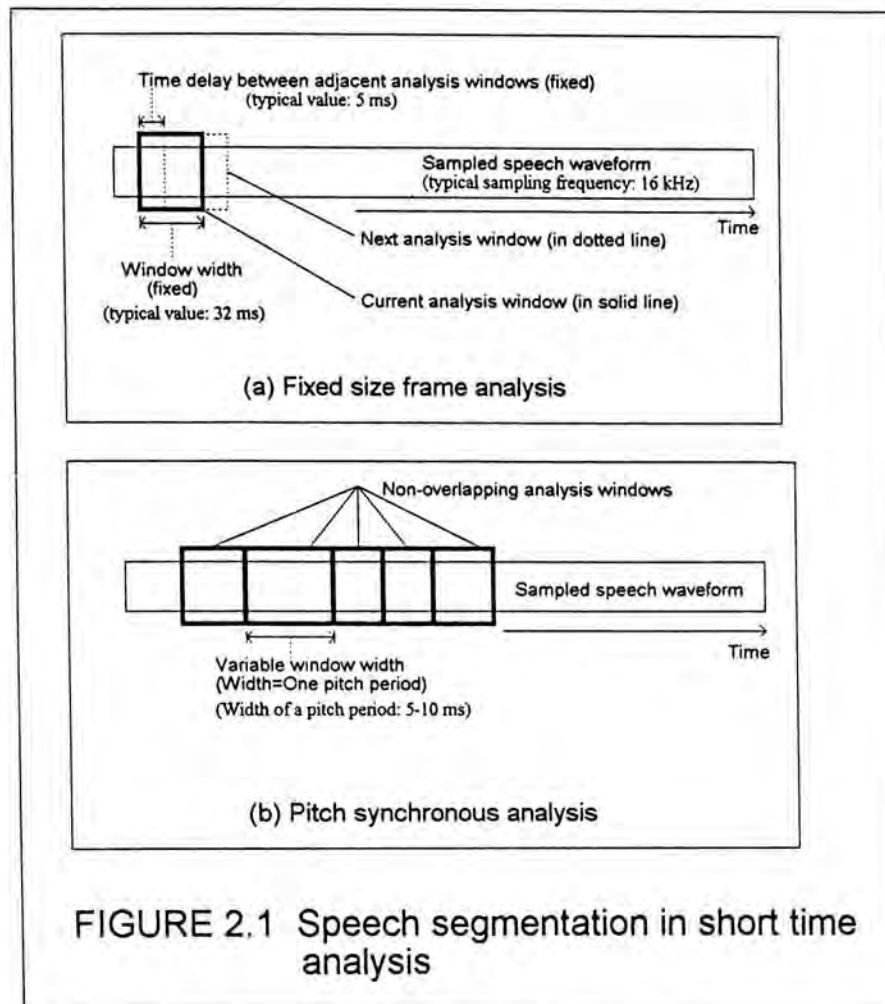 Time delay between adjacent analysis windows (fixed)
(typical value: 5 ms)
Sampled speech waveform
(typical sampling frequency: 16 kHz)
Time
Next analysis window (in dotted line)
Window width
(fixed)
(typical value: 32 ms)
Current analysis window (in solid line)
(a) Fixed size frame analysis
Non-overlapping analysis windows
Sampled speech waveform
Time
Variable window width
(Width=One pitch period)
(Width of a pitch period: 5-10 ms)
(b) Pitch synchronous analysis
FIGURE 2.1 Speech segmentation in short time
analysis